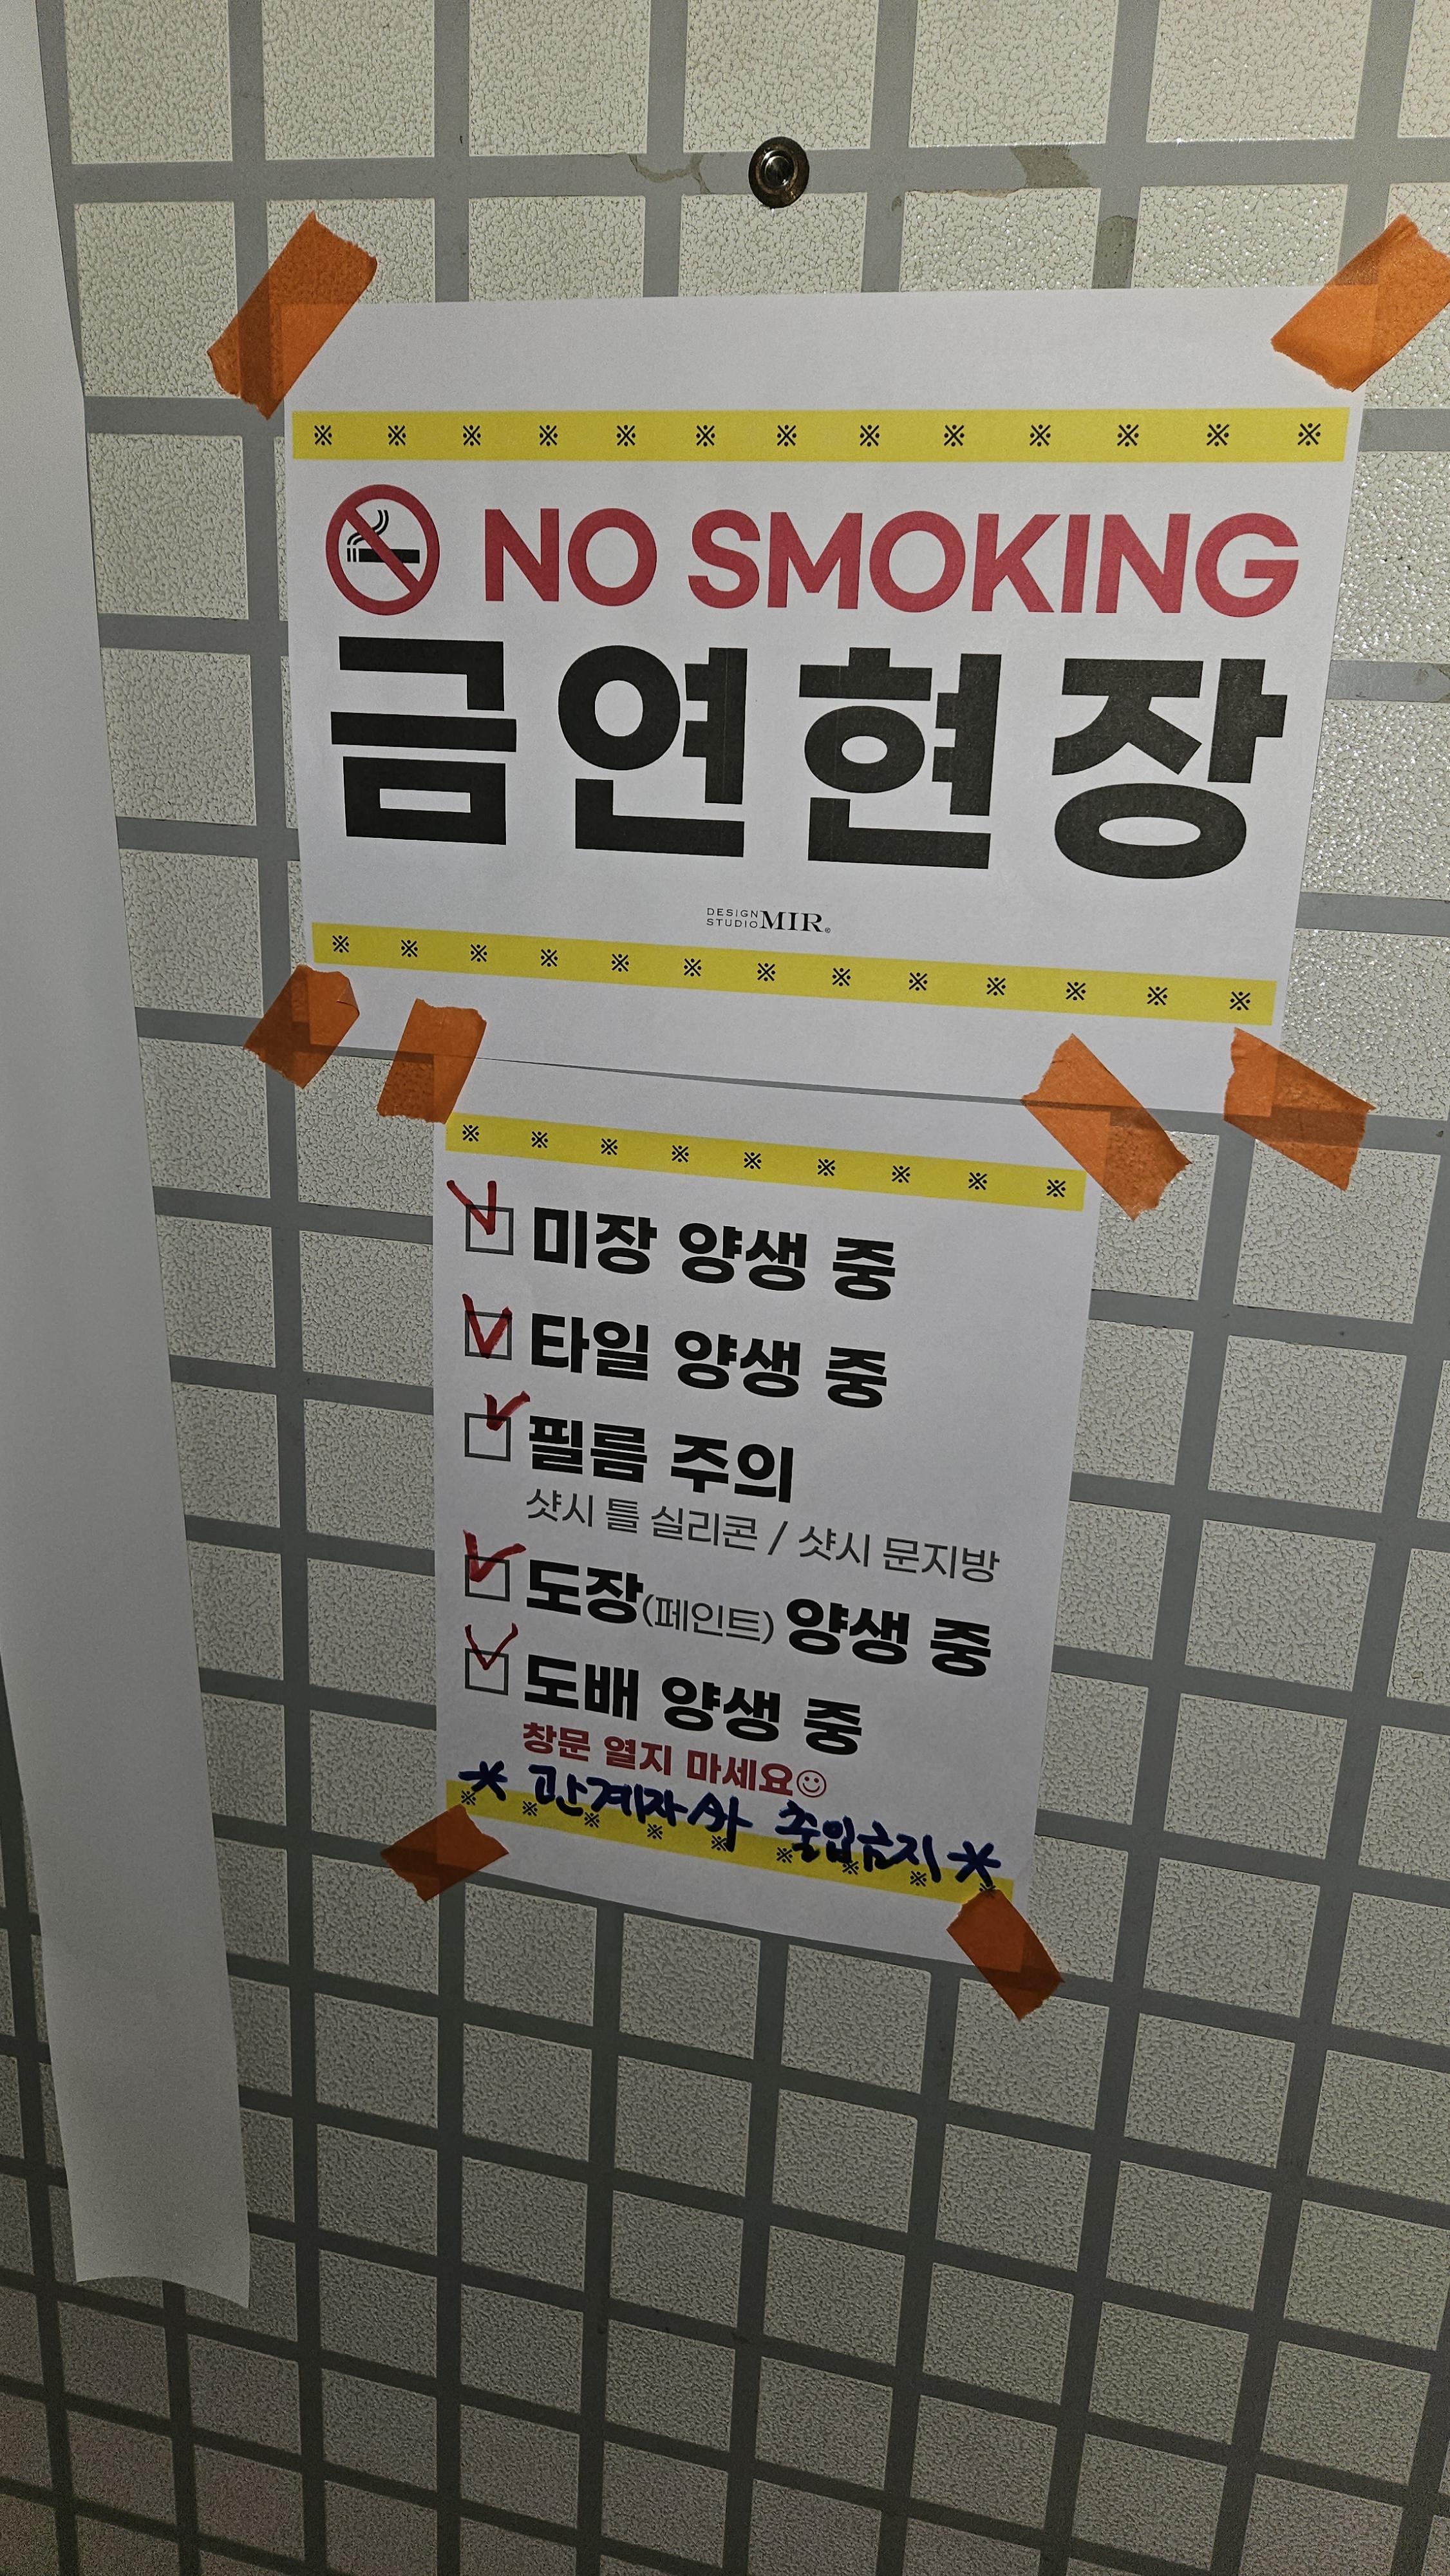 ※ ※ ※ ※ ※ ※ ※ ※ ※ ※ ※ ※ ※
NO SMOKING
금연현장
DESIGN STUDIO MIR®
※ ※ ※ ※ ※ ※ ※ ※ ※ ※ ※ ※ ※
※ ※ ※ ※ ※ ※ ※ ※ ※
미장 양생 중
타일 양생 중
필름 주의
샷시 틀 실리콘 / 샷시 문지방
도장(페인트) 양생 중
도배 양생 중
창문 열지 마세요☺
* 관계자外 출입금지 *
※ ※ ※ ※ ※ ※ ※ ※ ※